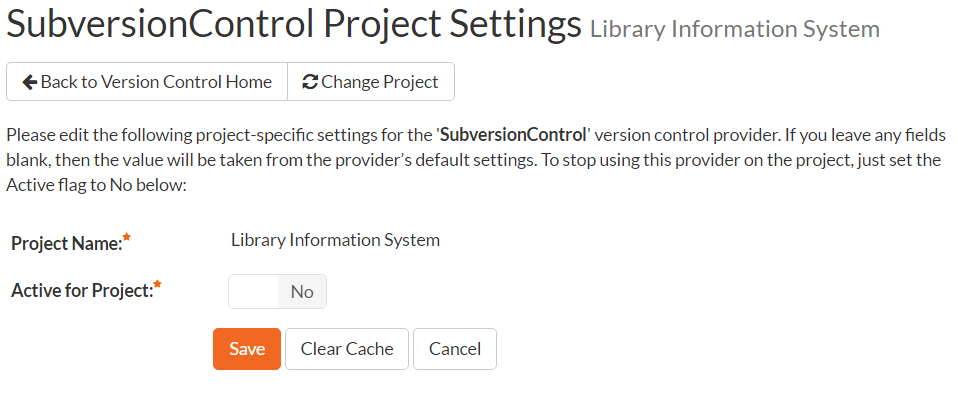 SubversionControl Project Settings Library Information System
Back to Version Control Home Change Project
Please edit the following project-specific settings for the 'SubversionControl' version control provider. If you leave any fields
blank, then the value will be taken from the provider’s default settings. To stop using this provider on the project, just set the
Active flag to No below:
Project Name: Library Information System
Active for Project: No
Save Clear Cache Cancel